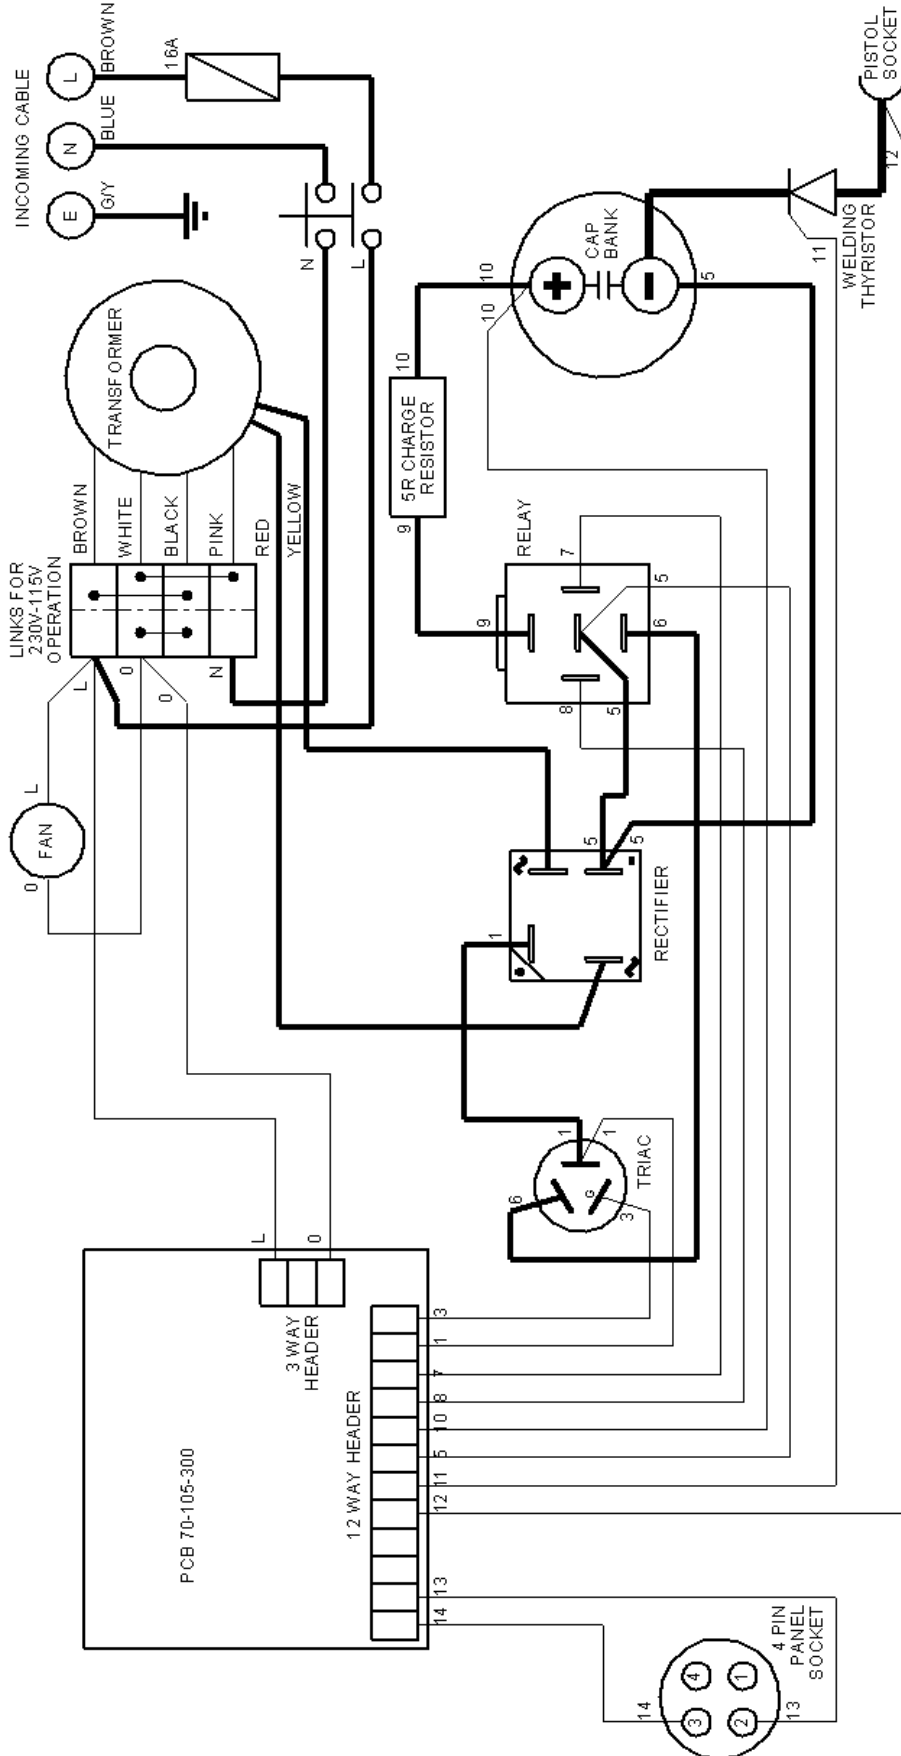 INCOMING CABLE
E
N
L
G/Y
BLUE
BROWN
16A
N
L
TRANSFORMER
LINKS FOR
230V-115V
OPERATION
BROWN
WHITE
BLACK
PINK
RED
YELLOW
L
0
0
N
FAN
L
0
PISTOL
SOCKET
12
WELDING
THYRISTOR
11
CAP
BANK
+
-
10
10
5
10
5R CHARGE
RESISTOR
9
RELAY
9
7
5
6
8
5
RECTIFIER
1
5
5
+
-
~
~
TRIAC
1
1
6
G
3
PCB 70-105-300
3 WAY
HEADER
L
0
12 WAY HEADER
3
1
7
8
10
5
11
12
13
14
4 PIN
PANEL
SOCKET
14
13
4
1
3
2